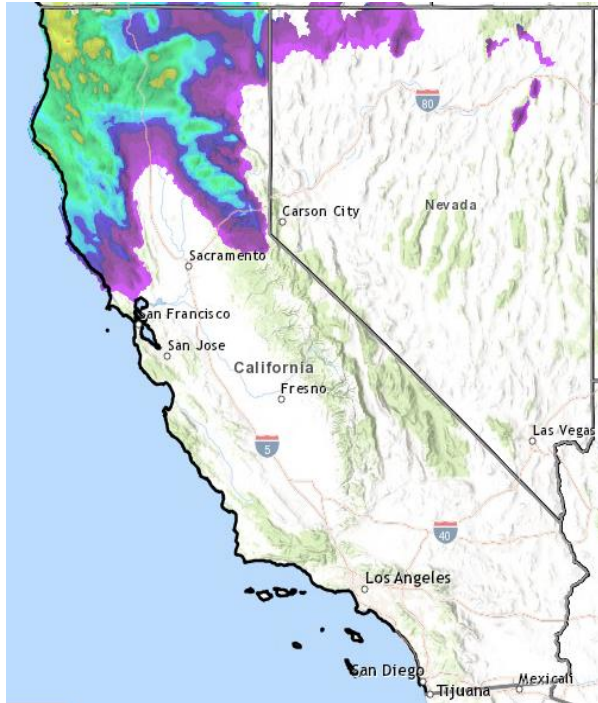 80
Nevada
Carson City
Sacramento
San Francisco
San Jose
California
Fresno
Las Vegas
5
40
Los Angeles
San Diego
Mexicali
Tijuana